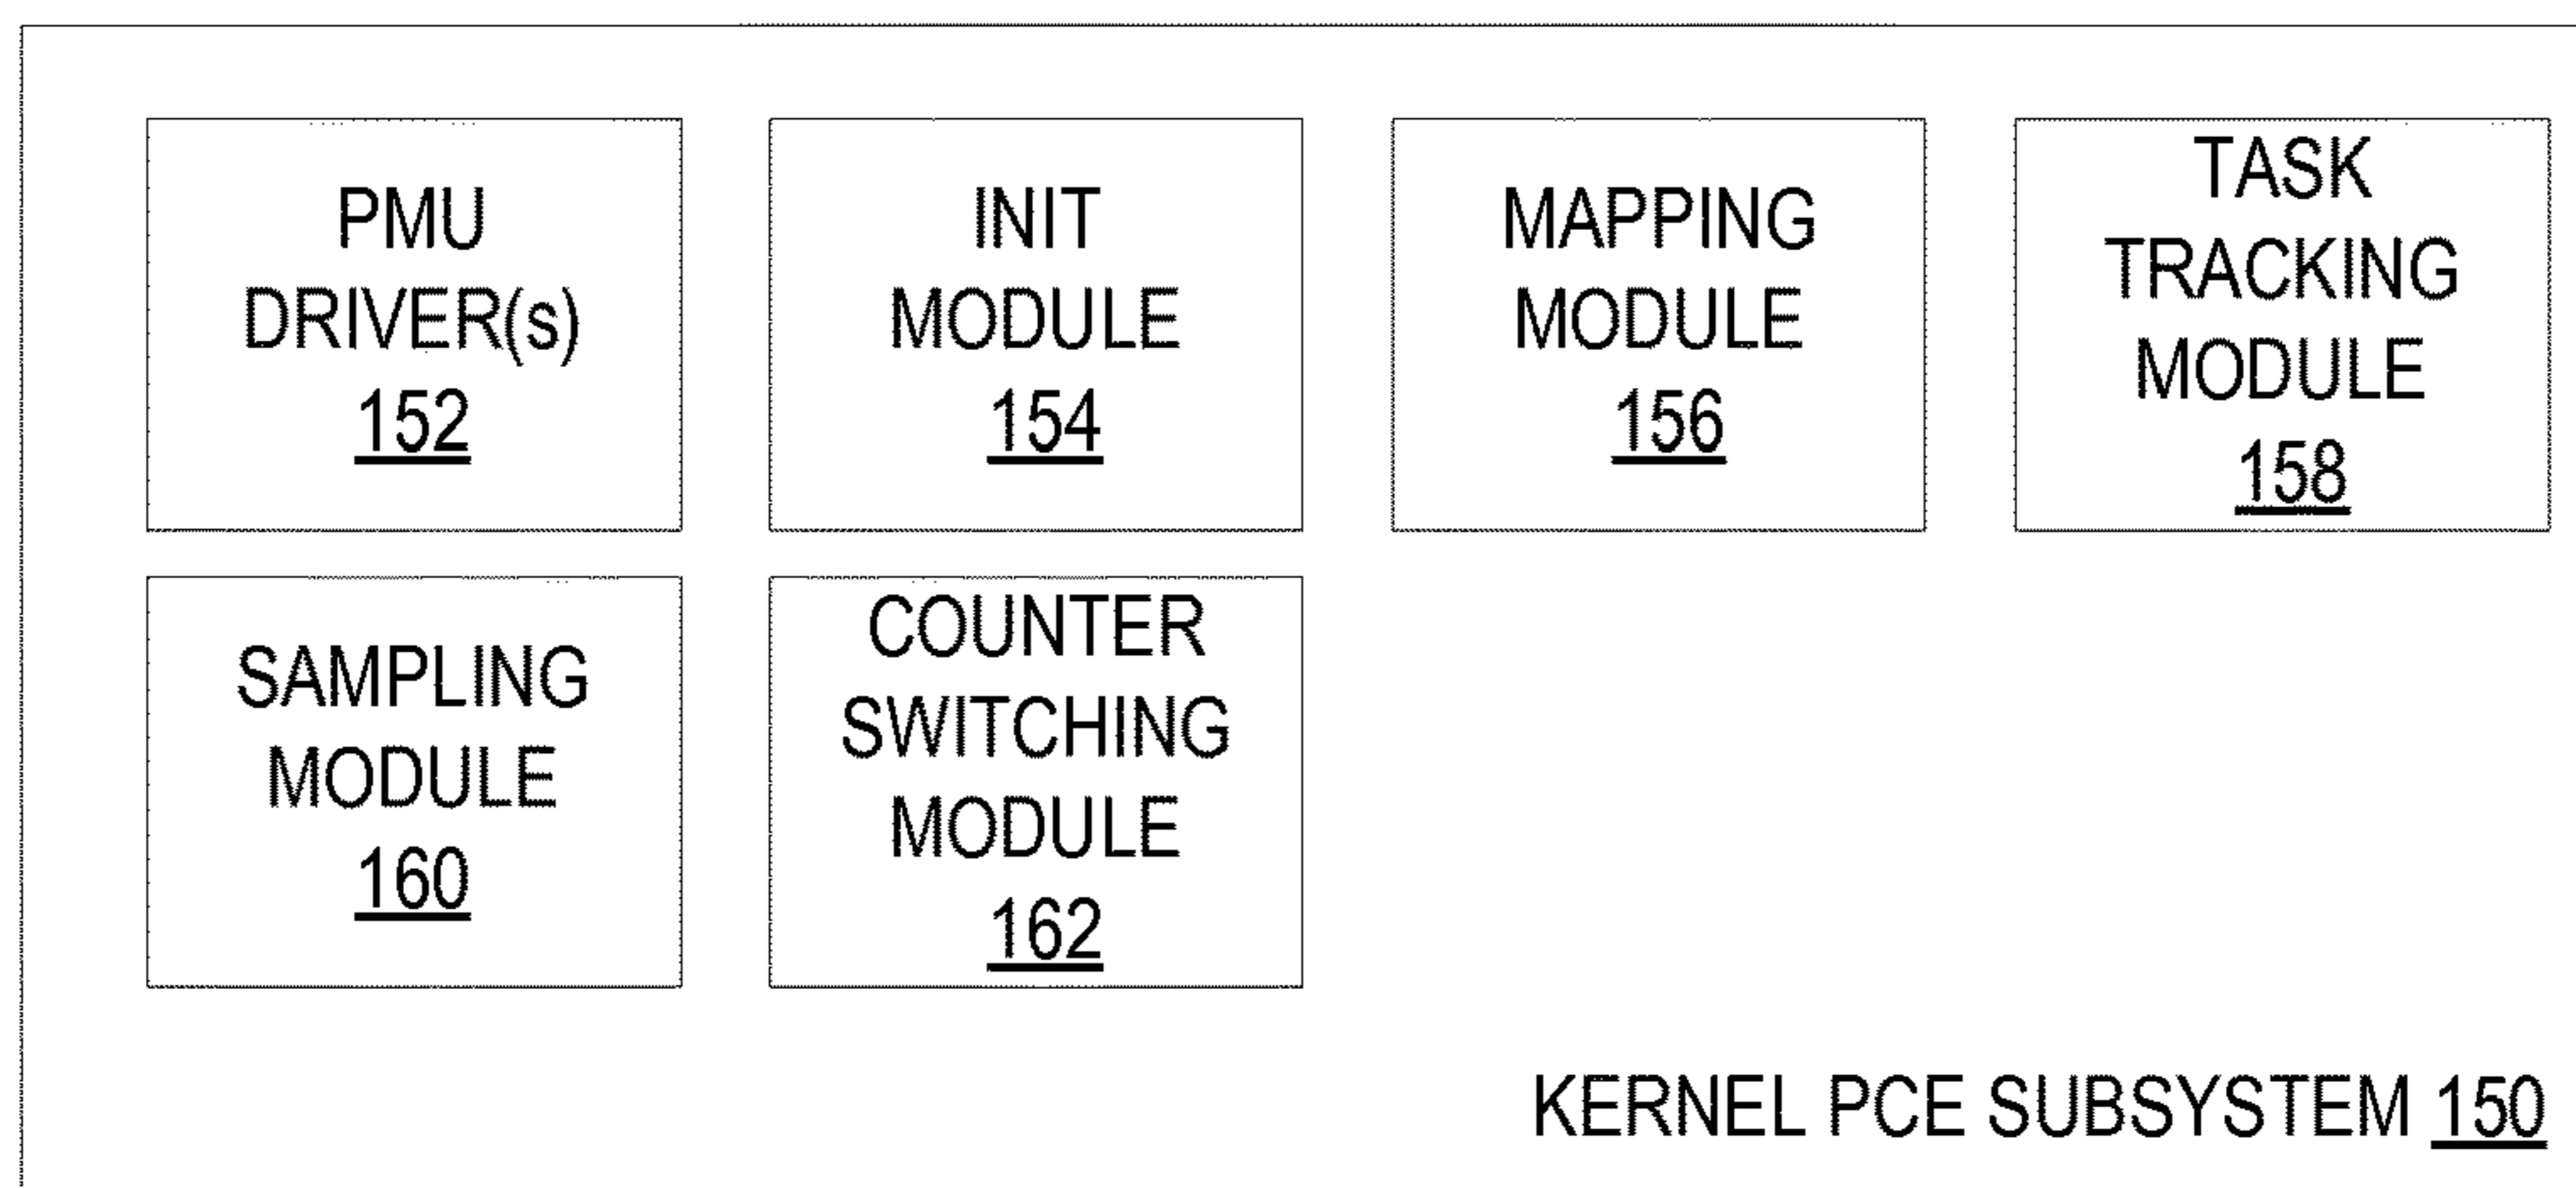 PMU
DRIVER(s)
152
INIT
MODULE
154
MAPPING
MODULE
156
TASK
TRACKING
MODULE
158
SAMPLING
MODULE
160
COUNTER
SWITCHING
MODULE
162
KERNEL PCE SUBSYSTEM 150